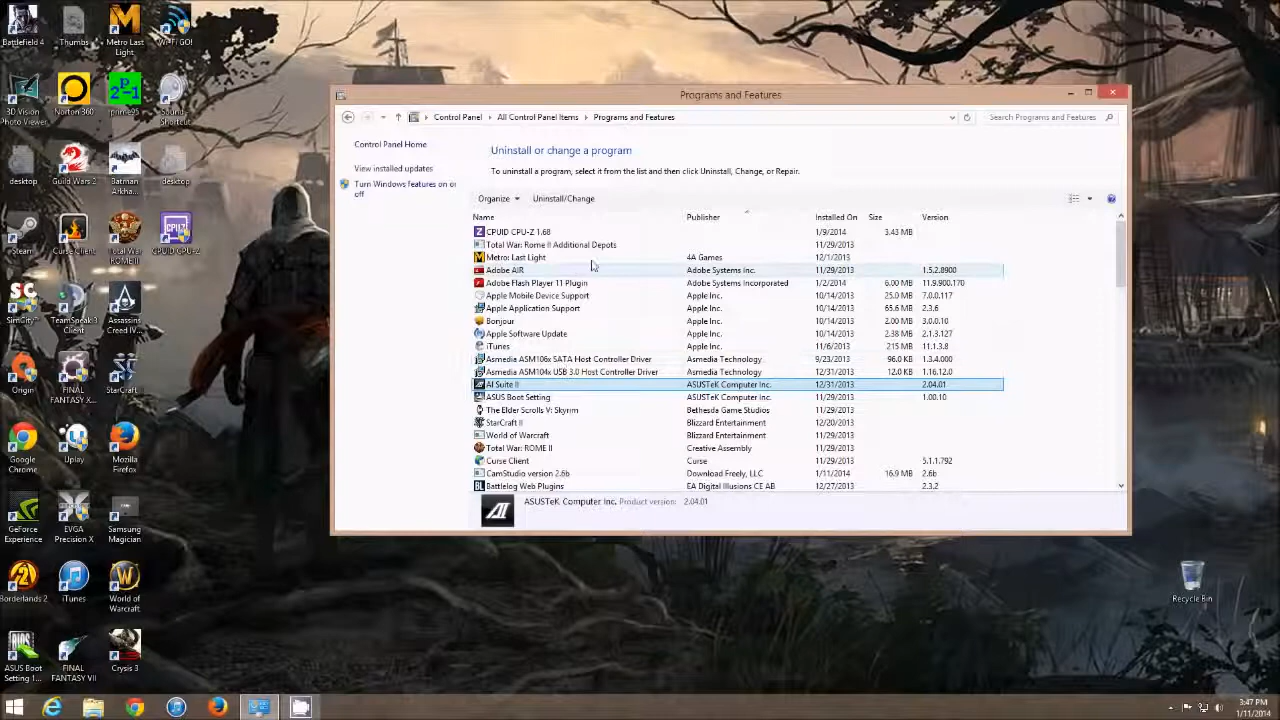 Battlefield 4
Thumbs
Metro Last
Light
Wi-Fi GO!
3D Vision
Photo Viewer
Norton 360
prime95
Sound -
Shortcut
desktop
Guild Wars 2
Batman
Arkha...
desktop
Steam
Curse Client
Total War
ROME II
CPUID CPU-Z
SimCity™
TeamSpeak 3
Client
Assassins
Creed IV...
Origin
FINAL
FANTASY X...
StarCraft
Google
Chrome
Uplay
Mozilla
Firefox
GeForce
Experience
EVGA
Precision X
Samsung
Magician
Borderlands 2
iTunes
World of
Warcraft
ASUS Boot
Setting 1....
FINAL
FANTASY VII
Crysis 3
Programs and Features
Control Panel
All Control Panel Items
Programs and Features
Search Programs and Features
Control Panel Home
View installed updates
Turn Windows features on or
off
Uninstall or change a program
To uninstall a program, select it from the list and then click Uninstall, Change, or Repair.
Organize Uninstall/Change
Name Publisher Installed On Size Version
CPUID CPU-Z 1.68 1/9/2014 3.43 MB
Total War: Rome II Additional Depots 11/29/2013
Metro: Last Light 4A Games 12/1/2013
Adobe AIR Adobe Systems Inc. 11/29/2013 1.5.2.8900
Adobe Flash Player 11 Plugin Adobe Systems Incorporated 1/2/2014 6.00 MB 11.9.900.170
Apple Mobile Device Support Apple Inc. 10/14/2013 25.0 MB 7.0.0.117
Apple Application Support Apple Inc. 10/14/2013 65.6 MB 2.3.6
Bonjour Apple Inc. 10/14/2013 2.00 MB 3.0.0.10
Apple Software Update Apple Inc. 10/14/2013 2.38 MB 2.1.3.127
iTunes Apple Inc. 11/6/2013 215 MB 11.1.3.8
Asmedia ASM106x SATA Host Controller Driver Asmedia Technology 9/23/2013 96.0 KB 1.3.4.000
Asmedia ASM104x USB 3.0 Host Controller Driver Asmedia Technology 12/31/2013 12.0 KB 1.16.12.0
AI Suite II ASUSTeK Computer Inc. 12/31/2013 2.04.01
ASUS Boot Setting ASUSTeK Computer Inc. 11/29/2013 1.00.10
The Elder Scrolls V: Skyrim Bethesda Game Studios 11/29/2013
StarCraft II Blizzard Entertainment 12/20/2013
World of Warcraft Blizzard Entertainment 11/29/2013
Total War: ROME II Creative Assembly 11/29/2013
Curse Client Curse 11/29/2013 5.1.1.792
CamStudio version 2.6b Download Freely, LLC 1/11/2014 16.9 MB 2.6b
Battlelog Web Plugins EA Digital Illusions CE AB 12/27/2013 2.3.2
ASUSTeK Computer Inc. Product version: 2.04.01
Recycle Bin
3:47 PM
1/11/2014